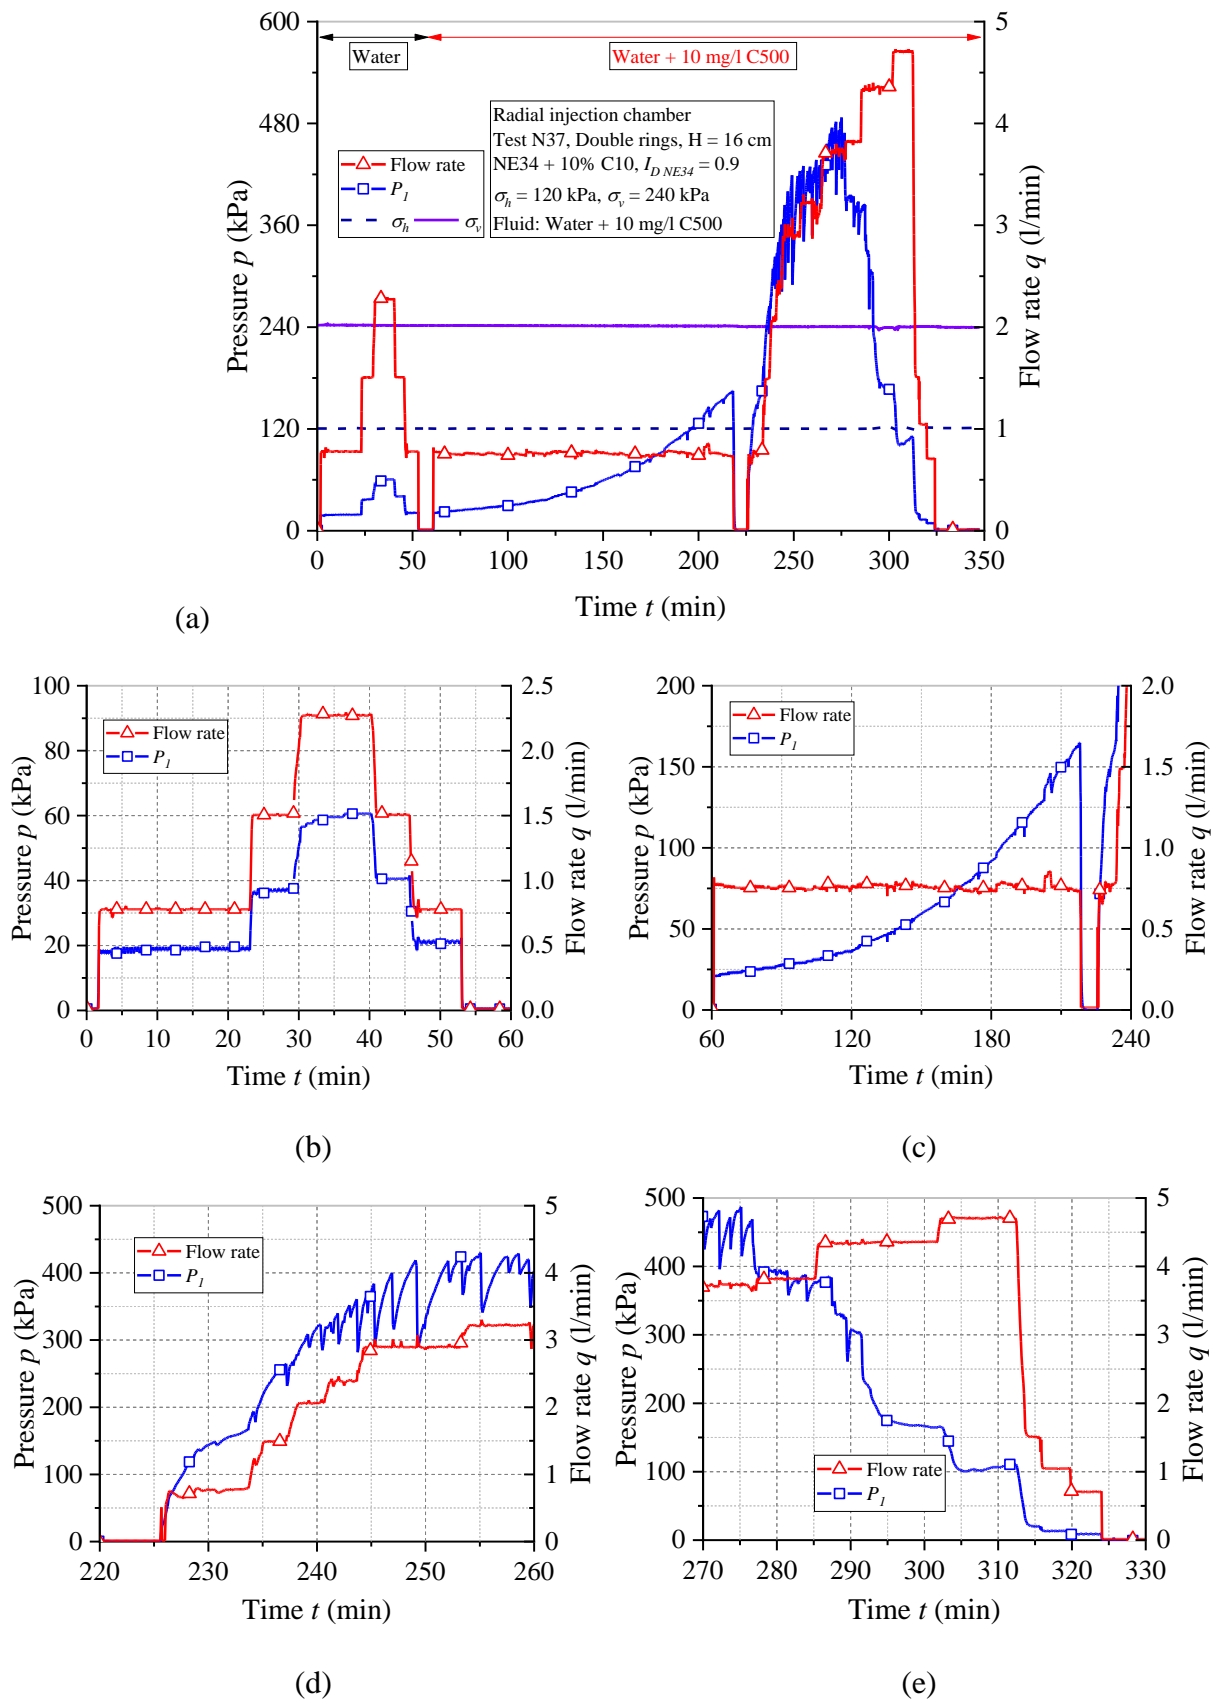 600
480
360
240
120
0
Pressure p (kPa)
5
4
3
2
1
0
Flow rate q (l/min)
Water
Water + 10 mg/l C500
Flow rate
P1
σh σv
Radial injection chamber
Test N37, Double rings, H = 16 cm
NE34 + 10% C10, ID NE34 = 0.9
σh = 120 kPa, σv = 240 kPa
Fluid: Water + 10 mg/l C500
0 50 100 150 200 250 300 350
Time t (min)
(a)
100
80
60
40
20
0
Pressure p (kPa)
2.5
2.0
1.5
1.0
0.5
0.0
Flow rate q (l/min)
Flow rate
P1
0 10 20 30 40 50 60
Time t (min)
(b)
200
150
100
50
0
Pressure p (kPa)
2.0
1.5
1.0
0.5
0.0
Flow rate q (l/min)
Flow rate
P1
60 120 180 240
Time t (min)
(c)
500
400
300
200
100
0
Pressure p (kPa)
5
4
3
2
1
0
Flow rate q (l/min)
Flow rate
P1
220 230 240 250 260
Time t (min)
(d)
500
400
300
200
100
0
Pressure p (kPa)
5
4
3
2
1
0
Flow rate q (l/min)
Flow rate
P1
270 280 290 300 310 320 330
Time t (min)
(e)